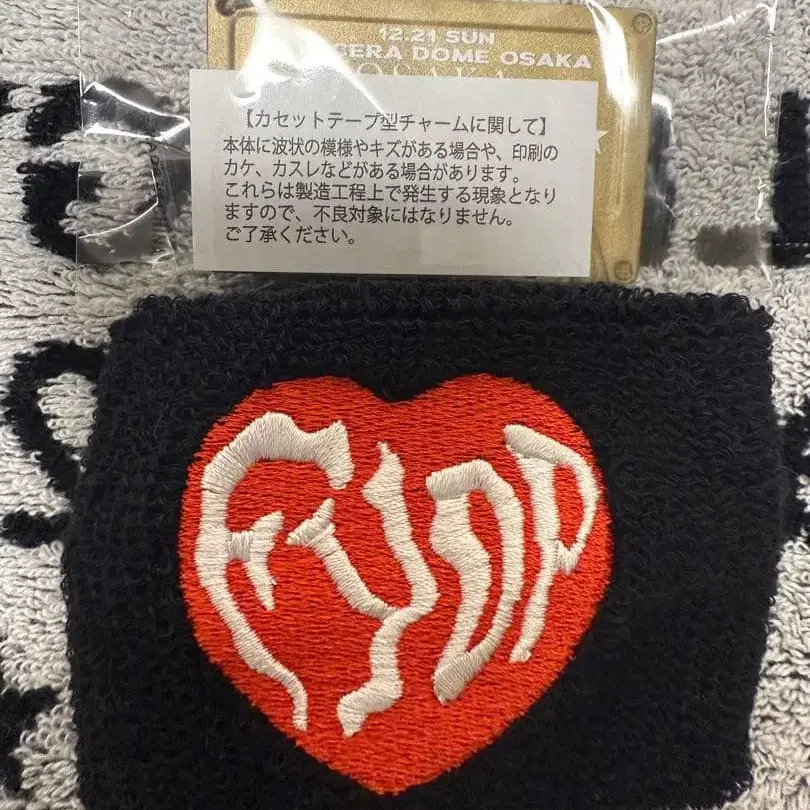 12.21 SUN
CERA DOME OSAKA
【カセットテープ型チャームに関して】
本体に波状の模様やキズがある場合や、印刷の
カケ、カスレなどがある場合があります。
これらは製造工程上で発生する現象となり
ますので、不良対象にはなりません。
ご了承ください。
FYOP